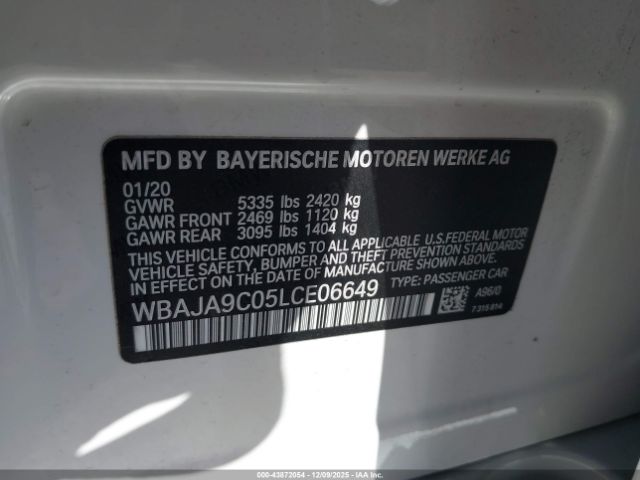 MFD BY BAYERISCHE MOTOREN WERKE AG
01/20
GVWR 5335 lbs 2420 kg
GAWR FRONT 2469 lbs 1120 kg
GAWR REAR 3095 lbs 1404 kg
THIS VEHICLE CONFORMS TO ALL APPLICABLE U.S.FEDERAL MOTOR
VEHICLE SAFETY, BUMPER AND THEFT PREVENTION STANDARDS
IN EFFECT ON THE DATE OF MANUFACTURE SHOWN ABOVE.
WBAJA9C05LCE06649 TYPE: PASSENGER CAR
A96/0
7 315 814
000-43872054 | 12/09/2025 | IAAI